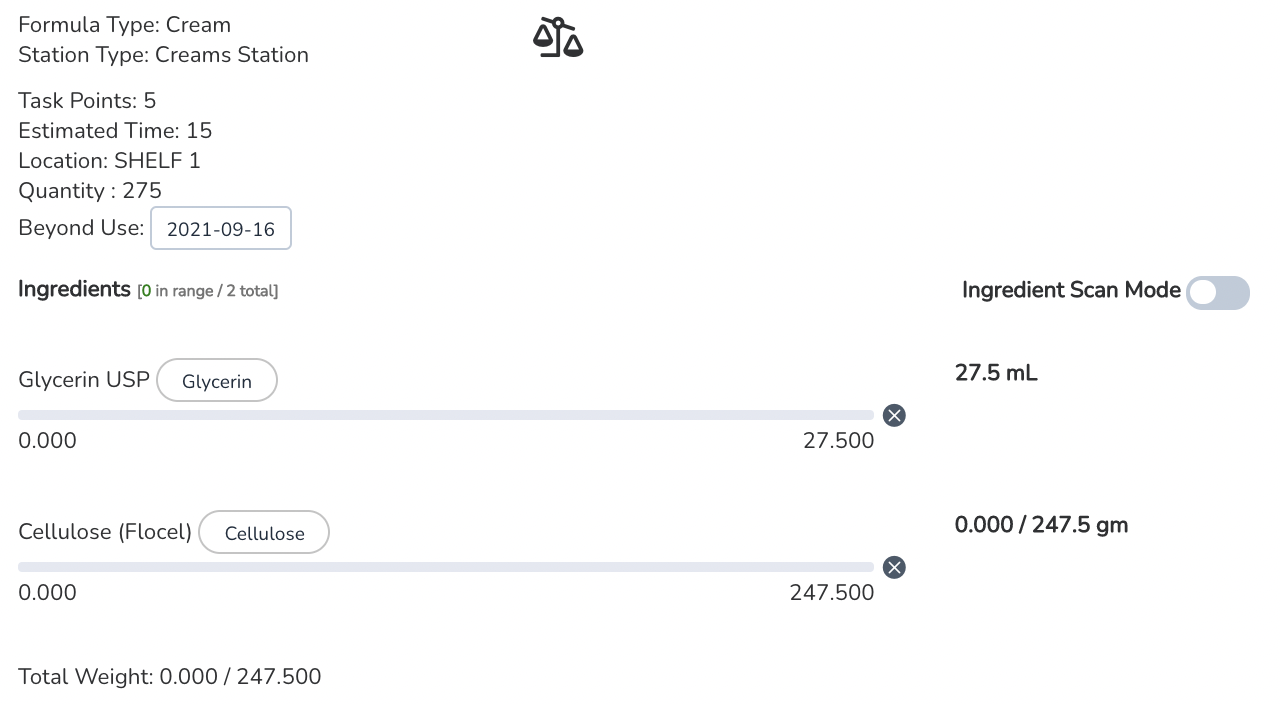 Formula Type: Cream
Station Type: Creams Station
Task Points: 5
Estimated Time: 15
Location: SHELF 1
Quantity : 275
Beyond Use: 2021-09-16
Ingredients [0 in range / 2 total]
Ingredient Scan Mode
Glycerin USP Glycerin
27.5 mL
0.000 27.500
Cellulose (Flocel) Cellulose
0.000 / 247.5 gm
0.000 247.500
Total Weight: 0.000 / 247.500